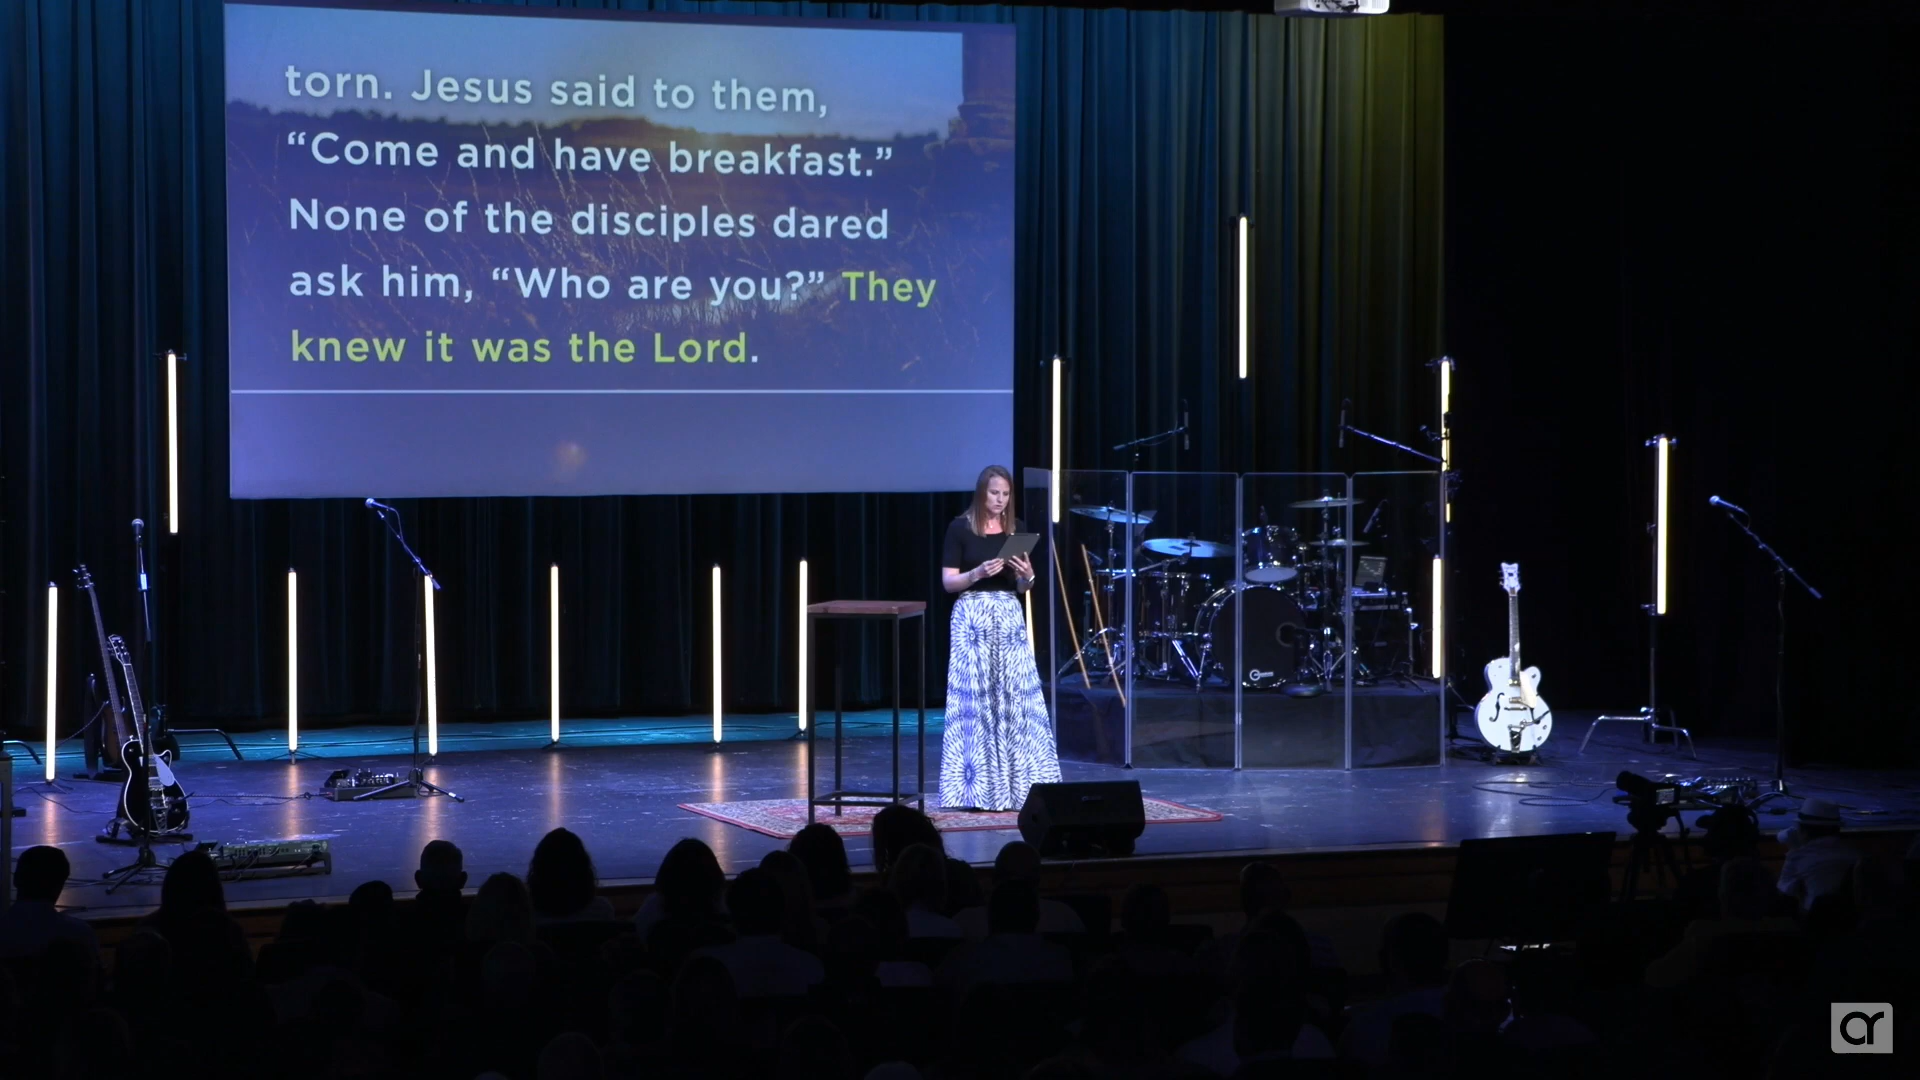 torn. Jesus said to them,
“Come and have breakfast.”
None of the disciples dared
ask him, “Who are you?” They
knew it was the Lord.